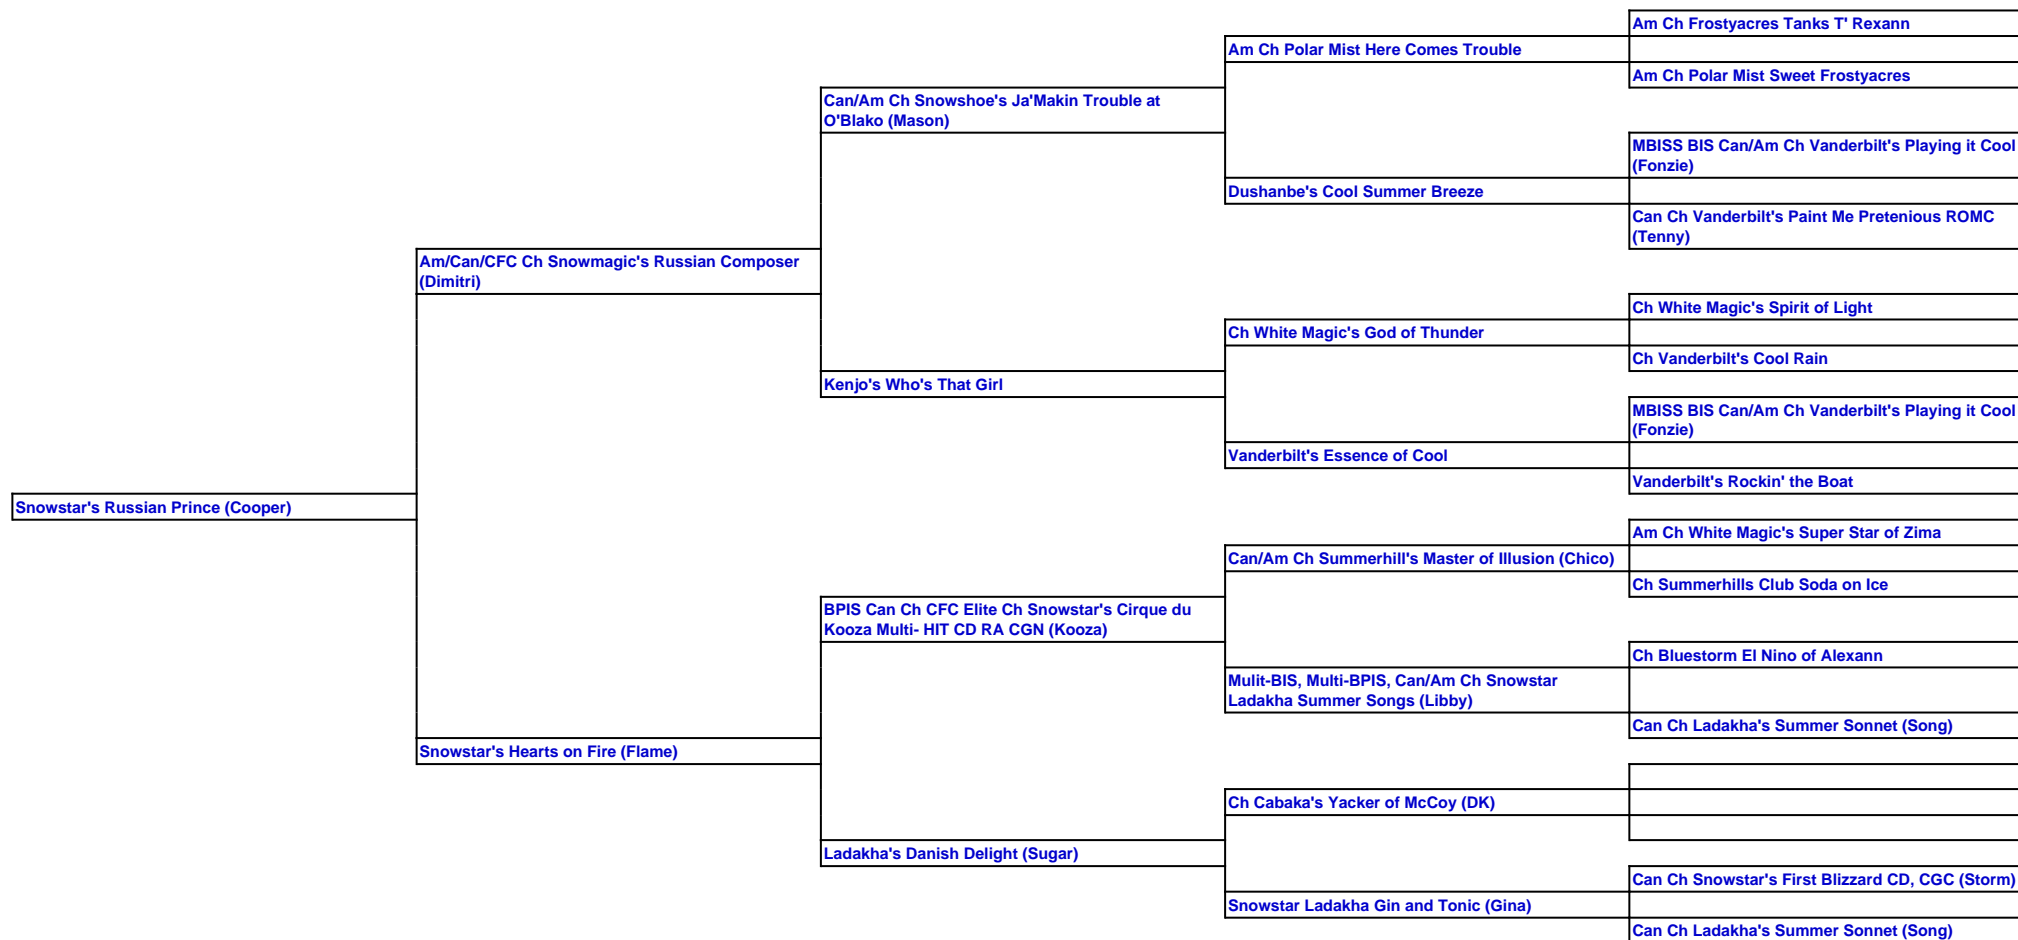 Am Ch Frostyacres Tanks T' Rexann
Am Ch Polar Mist Here Comes Trouble
Am Ch Polar Mist Sweet Frostyacres
Can/Am Ch Snowshoe's Ja'Makin Trouble at
O'Blako (Mason)
MBISS BIS Can/Am Ch Vanderbilt's Playing it Cool
(Fonzie)
Dushanbe's Cool Summer Breeze
Can Ch Vanderbilt's Paint Me Pretenious ROMC
(Tenny)
Am/Can/CFC Ch Snowmagic's Russian Composer
(Dimitri)
Ch White Magic's Spirit of Light
Ch White Magic's God of Thunder
Ch Vanderbilt's Cool Rain
Kenjo's Who's That Girl
MBISS BIS Can/Am Ch Vanderbilt's Playing it Cool
(Fonzie)
Vanderbilt's Essence of Cool
Vanderbilt's Rockin' the Boat
Snowstar's Russian Prince (Cooper)
Am Ch White Magic's Super Star of Zima
Can/Am Ch Summerhill's Master of Illusion (Chico)
Ch Summerhills Club Soda on Ice
BPIS Can Ch CFC Elite Ch Snowstar's Cirque du
Kooza Multi- HIT CD RA CGN (Kooza)
Ch Bluestorm El Nino of Alexann
Mulit-BIS, Multi-BPIS, Can/Am Ch Snowstar
Ladakha Summer Songs (Libby)
Can Ch Ladakha's Summer Sonnet (Song)
Snowstar's Hearts on Fire (Flame)
Ch Cabaka's Yacker of McCoy (DK)
Ladakha's Danish Delight (Sugar)
Can Ch Snowstar's First Blizzard CD, CGC (Storm)
Snowstar Ladakha Gin and Tonic (Gina)
Can Ch Ladakha's Summer Sonnet (Song)